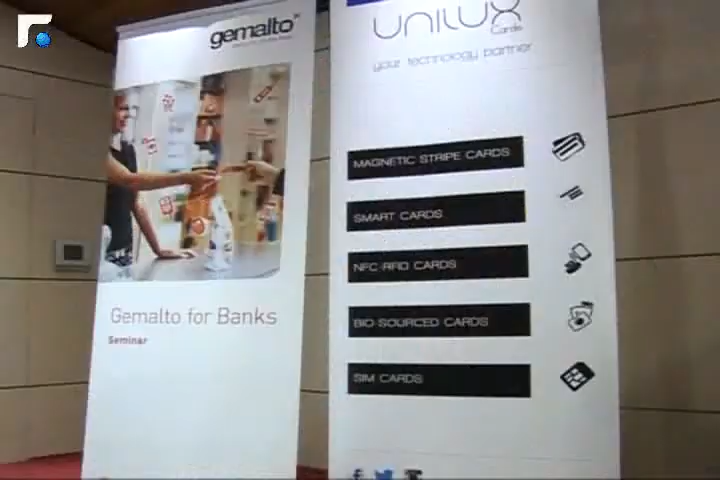 gemalto
Gemalto for Banks
Seminar
UNILUX
Cards
your technology partner
MAGNETIC STRIPE CARDS
SMART CARDS
NFC-RFID CARDS
BIO-SOURCED CARDS
SIM CARDS